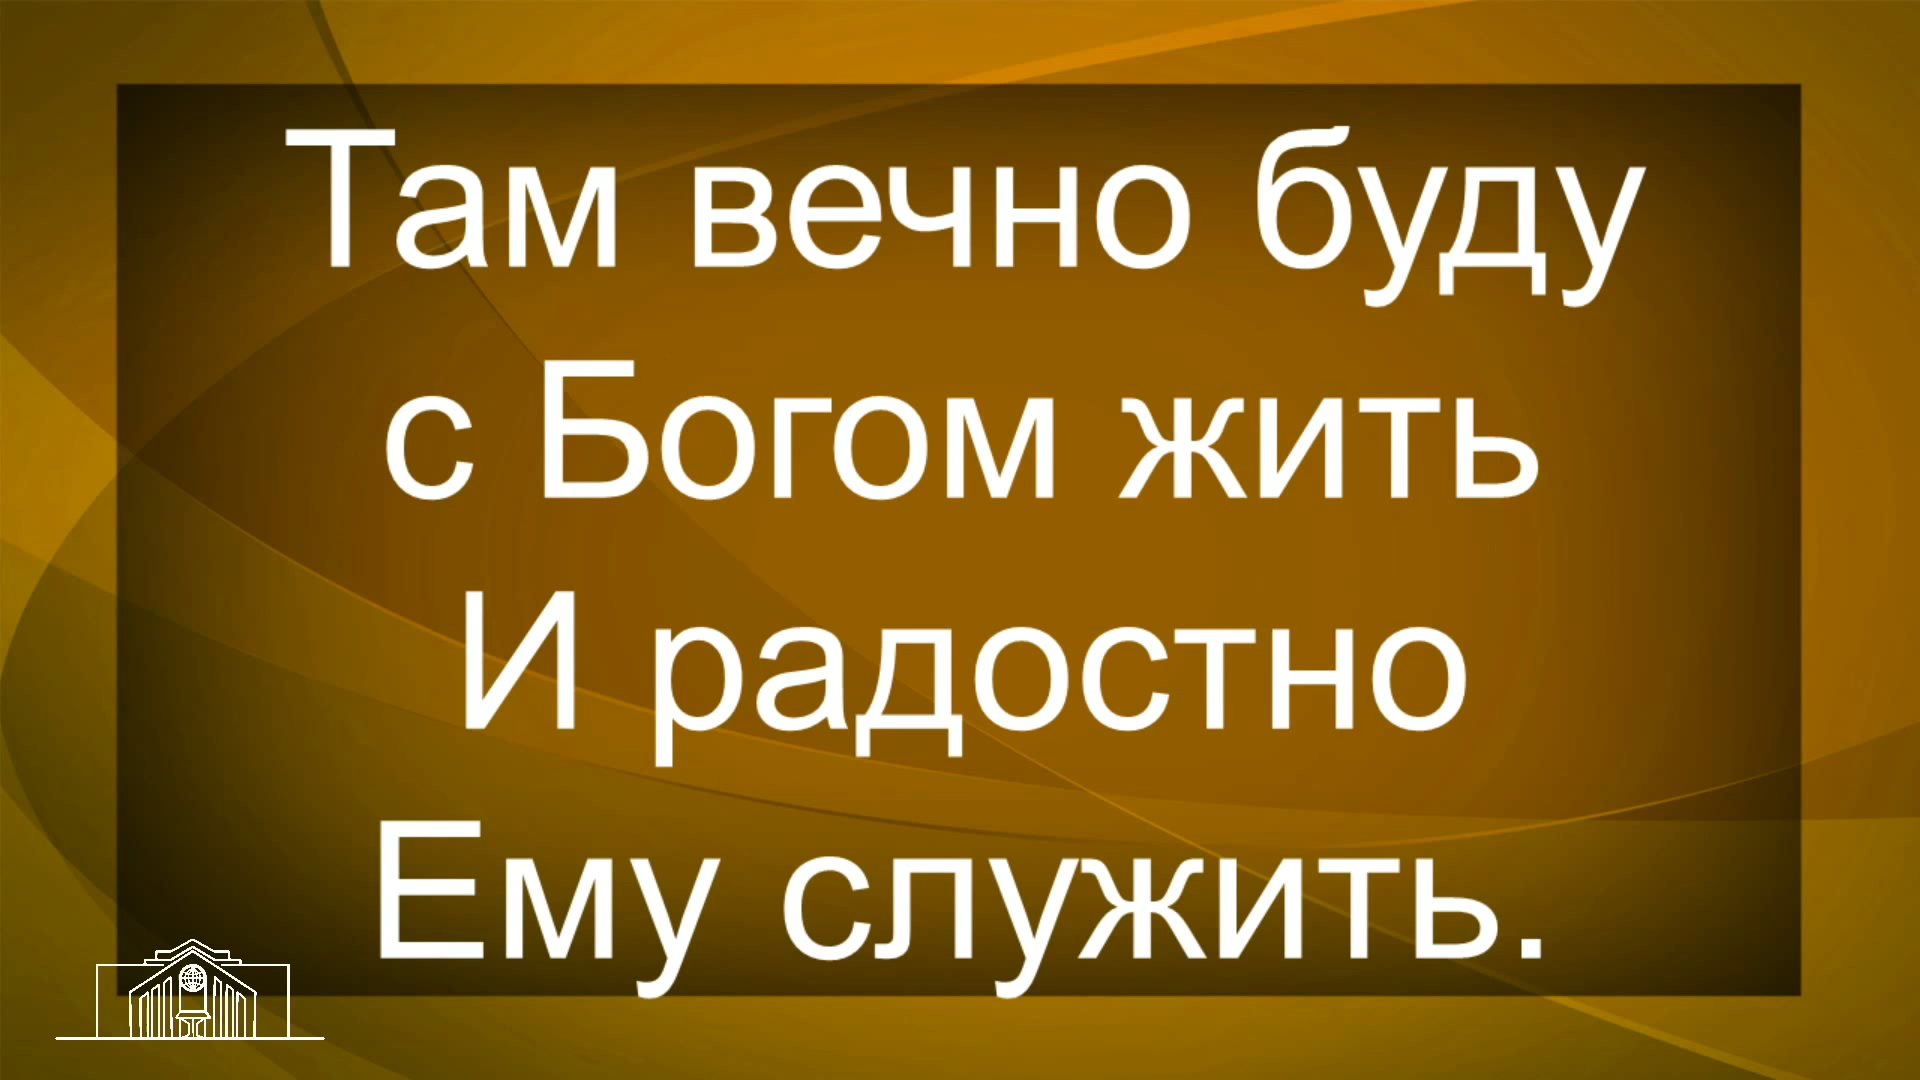 Там вечно буду
с Богом жить
И радостно
Ему служить.